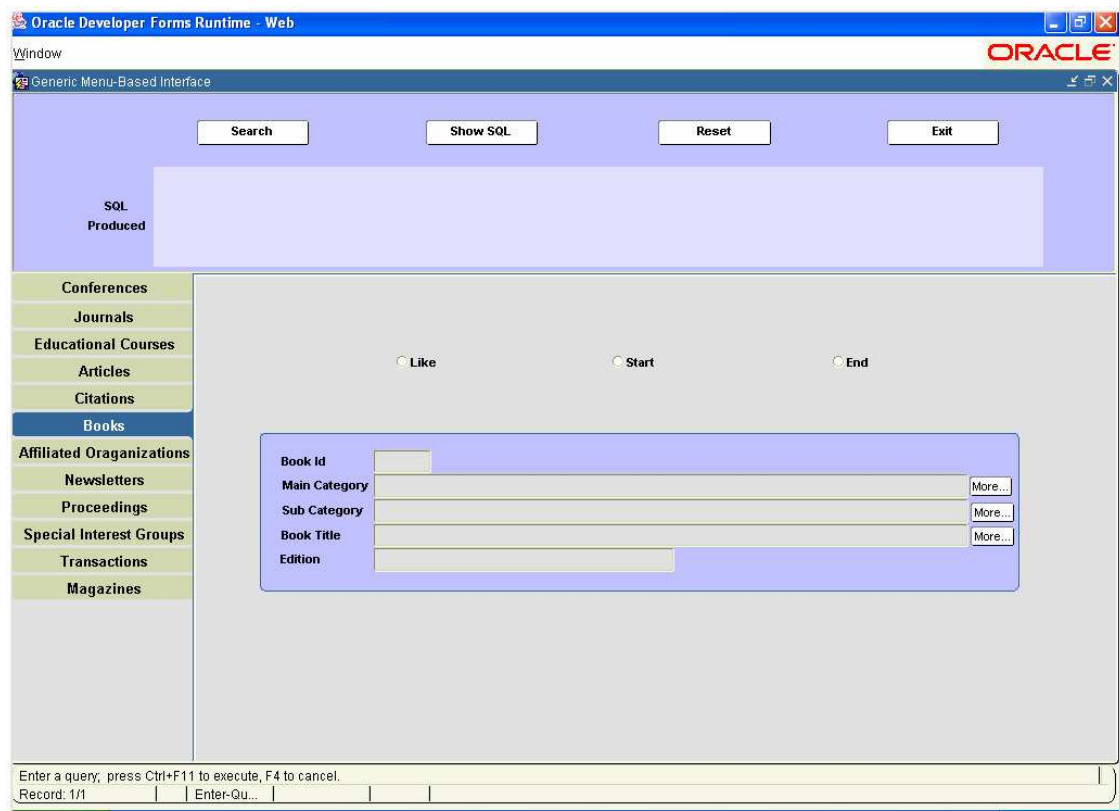 Oracle Developer Forms Runtime - Web
Window
ORACLE
Generic Menu-Based Interface
Search Show SQL Reset Exit
SQL
Produced
Conferences
Journals
Educational Courses
Articles
Citations
Books
Affiliated Oraganizations
Newsletters
Proceedings
Special Interest Groups
Transactions
Magazines
Like Start End
Book Id
Main Category More...
Sub Category More...
Book Title More...
Edition
Enter a query; press Ctrl+F11 to execute, F4 to cancel.
Record: 1/1 Enter-Qu...